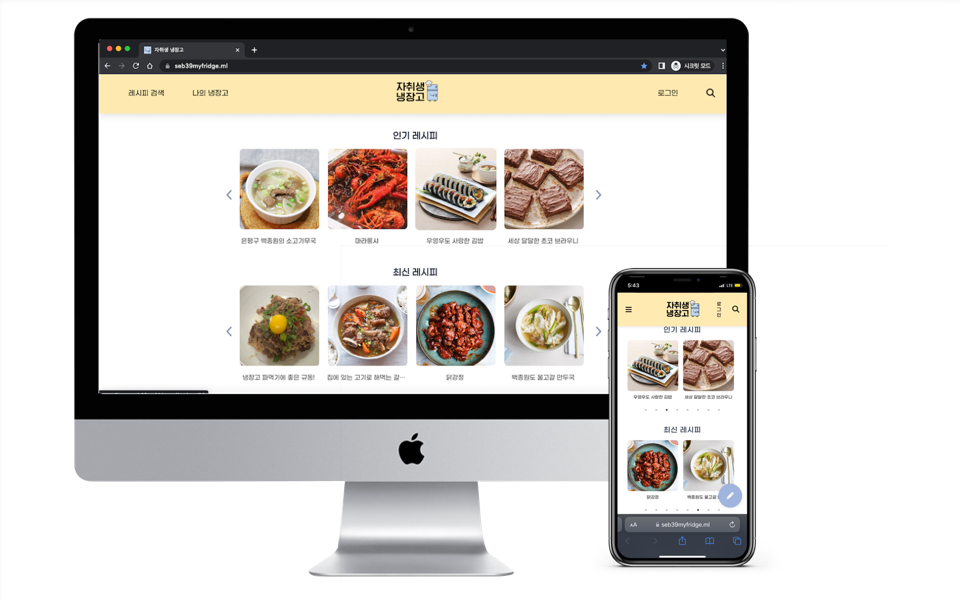 자취생 냉장고
seb39myfridge.ml
시크릿 모드
레시피 검색
나의 냉장고
자취생
냉장고
로그인
인기 레시피
은평구 백종원의 소고기무국
마라롱샤
우영우도 사랑한 김밥
세상 달달한 초코 브라우니
최신 레시피
냉장고 파먹기에 좋은 규동!
집에 있는 고기로 해먹는 갈…
닭강정
백종원도 울고갈 만두국
5:43
LTE
자취생
냉장고
로
그
인
인기 레시피
우영우도 사랑한 김밥
세상 달달한 초코 브라우니
최신 레시피
닭강정
백종원도 울고갈
AA
seb39myfridge.ml